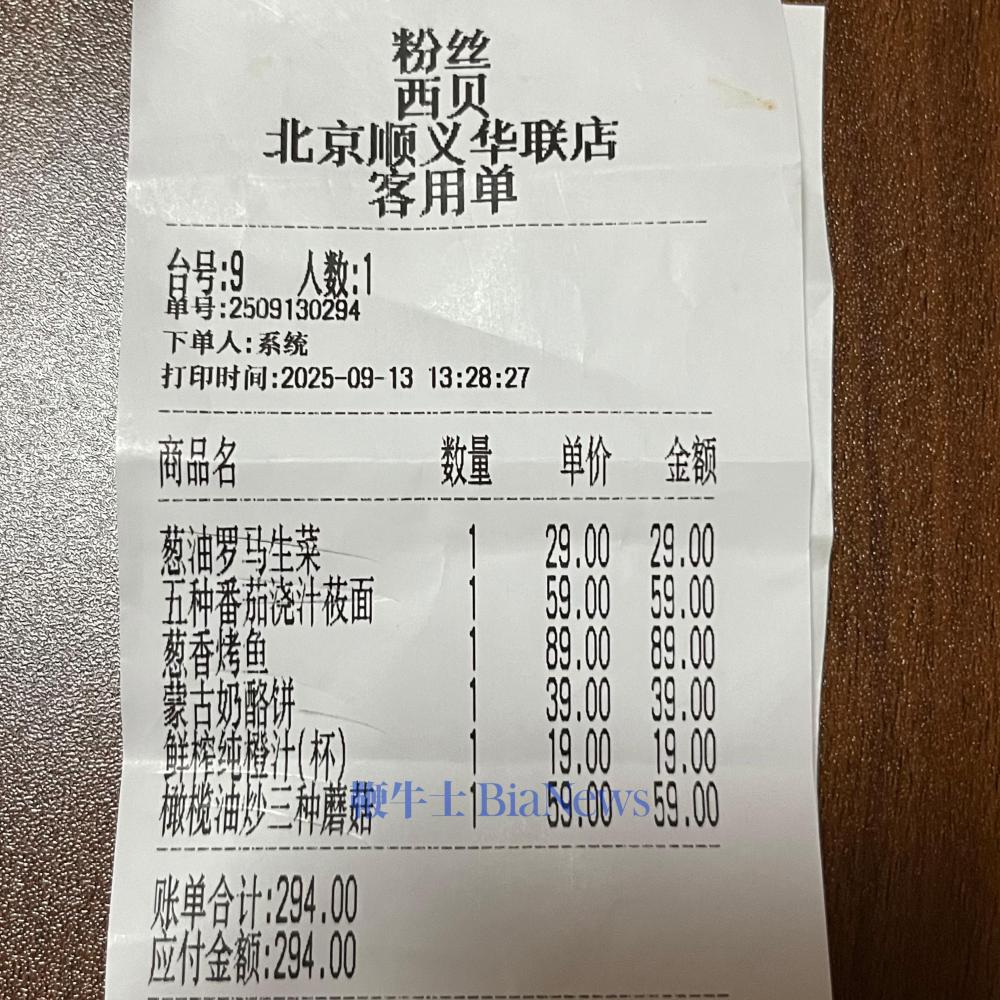 粉丝
西贝
北京顺义华联店
客用单
台号:9 人数:1
单号:2509130294
下单人:系统
打印时间:2025-09-13 13:28:27
商品名 数量 单价 金额
葱油罗马生菜 1 29.00 29.00
五种番茄浇汁莜面 1 59.00 59.00
葱香烤鱼 1 89.00 89.00
蒙古奶酪饼 1 39.00 39.00
鲜榨纯橙汁(杯) 1 19.00 19.00
橄榄油炒三种蘑菇 1 59.00 59.00
鞭牛士 BiaNews
账单合计:294.00
应付金额:294.00